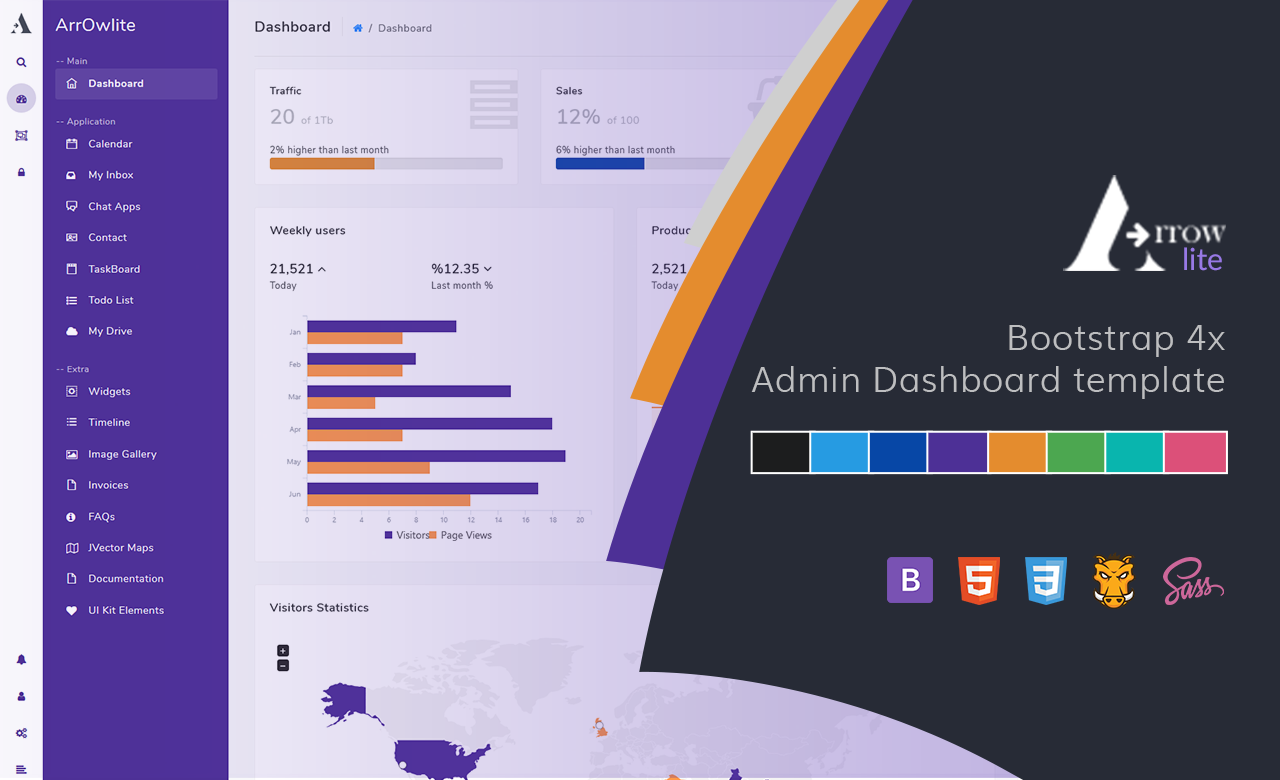 ArrOwlite
-- Main
Dashboard
-- Application
Calendar
My Inbox
Chat Apps
Contact
TaskBoard
Todo List
My Drive
-- Extra
Widgets
Timeline
Image Gallery
Invoices
FAQs
JVector Maps
Documentation
UI Kit Elements
Dashboard
/ Dashboard
Traffic
20 of 1Tb
2% higher than last month
Sales
12% of 100
6% higher than last month
Weekly users
21,521
Today
%12.35
Last month %
Jan
Feb
Mar
Apr
May
Jun
0 2 4 6 8 10 12 14 16 18 20
Visitors Page Views
2,521
Today
Visitors Statistics
+
−
Arrow
lite
Bootstrap 4x
Admin Dashboard template
B
5
3
Sass